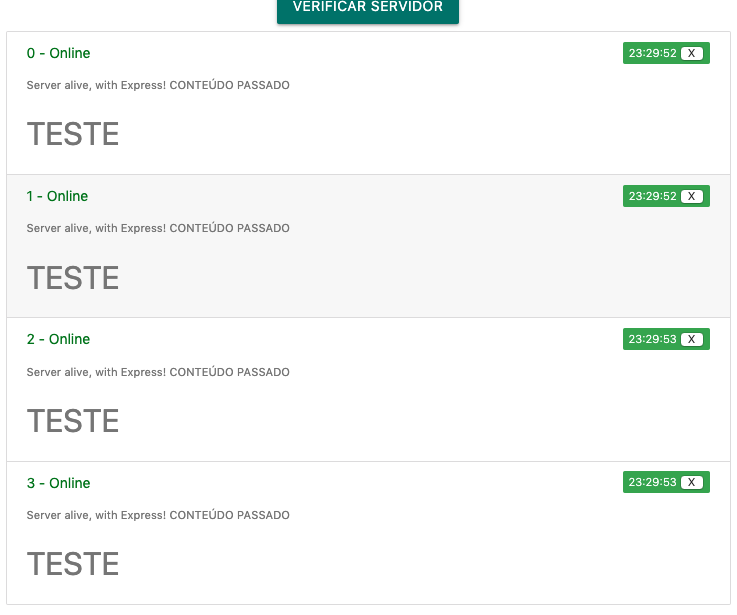 VERIFICAR SERVIDOR
0 - Online
23:29:52 X
Server alive, with Express! CONTEÚDO PASSADO
TESTE
1 - Online
23:29:52 X
Server alive, with Express! CONTEÚDO PASSADO
TESTE
2 - Online
23:29:53 X
Server alive, with Express! CONTEÚDO PASSADO
TESTE
3 - Online
23:29:53 X
Server alive, with Express! CONTEÚDO PASSADO
TESTE